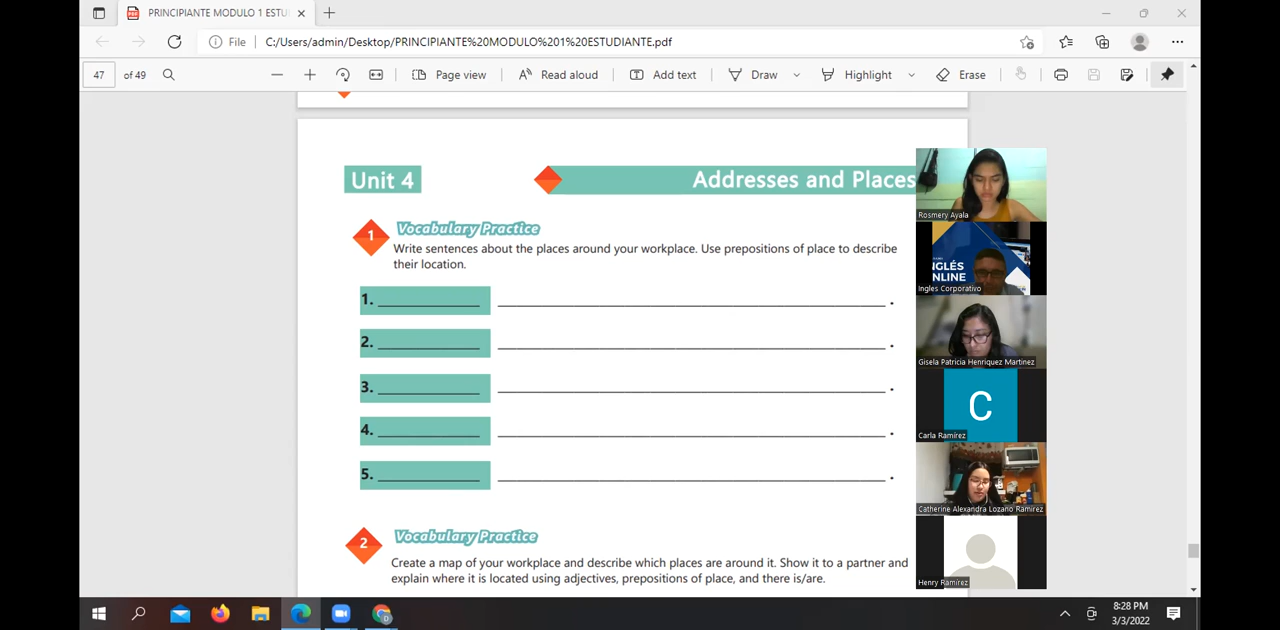 PRINCIPIANTE MODULO 1 ESTU
File C:/Users/admin/Desktop/PRINCIPIANTE%20MODULO%201%20ESTUDIANTE.pdf
47 of 49 Page view Read aloud Add text Draw Highlight Erase
Unit 4 Addresses and Places
1 Vocabulary Practice
Write sentences about the places around your workplace. Use prepositions of place to describe
their location.
1. .
2. .
3. .
4. .
5. .
2 Vocabulary Practice
Create a map of your workplace and describe which places are around it. Show it to a partner and
explain where it is located using adjectives, prepositions of place, and there is/are.
Rosmery Ayala
NGLÉS
NLINE
Ingles Corporativo
Gisela Patricia Henriquez Martinez
C
Carla Ramírez
Catherine Alexandra Lozano Ramírez
Henry Ramírez
8:28 PM
3/3/2022